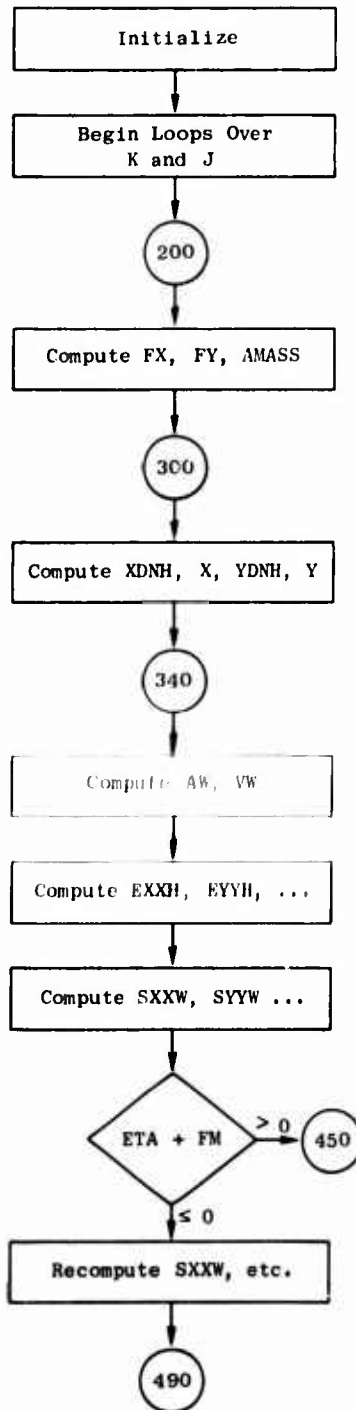 Initialize
Begin Loops Over
K and J
200
Compute FX, FY, AMASS
300
Compute XDNH, X, YDNH, Y
340
Compute AW, VW
Compute EXXH, EYYH, ...
Compute SXXW, SYYW ...
ETA + FM
> 0
450
≤ 0
Recompute SXXW, etc.
490